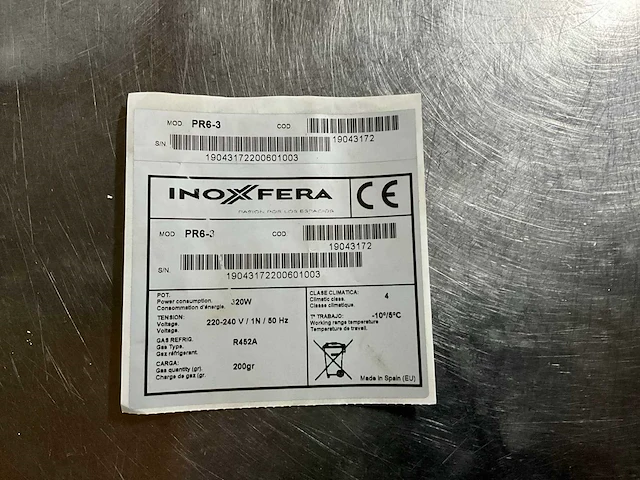 MOD. PR6-3 COD. 19043172
S/N. 19043172200601003
INOXFERA CE
PASION POR LOS ESPACIOS
MOD. PR6-3 COD. 19043172
S/N. 19043172200601003
POT.
Power consumption. 320W
Consommation d'énergie.
TENSION:
Voltage. 220-240 V / 1N / 50 Hz
Voltage.
GAS REFRIG.
Gas Type. R452A
Gaz réfrigérant.
CARGA:
Gas quantity (gr). 200gr
Charge de gaz (gr.
CLASE CLIMATICA:
Climatic class. 4
Classe climatique.
Tª TRABAJO: -10º/5ºC
Working range temperature
Temperature de travail.
Made in Spain (EU)